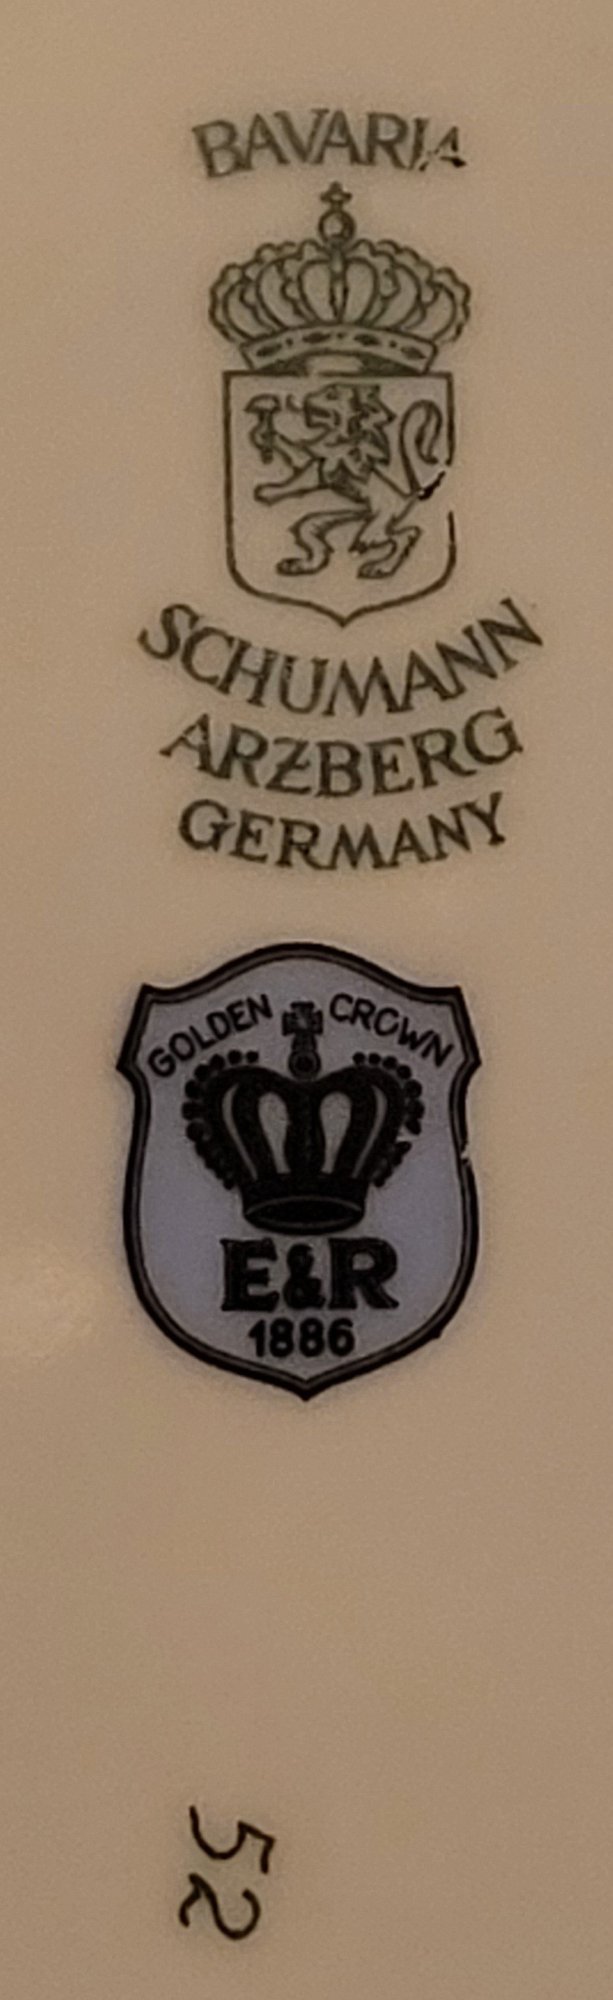 BAVARIA
SCHUMANN
ARZBERG
GERMANY
GOLDEN CROWN
E&R
1886
52